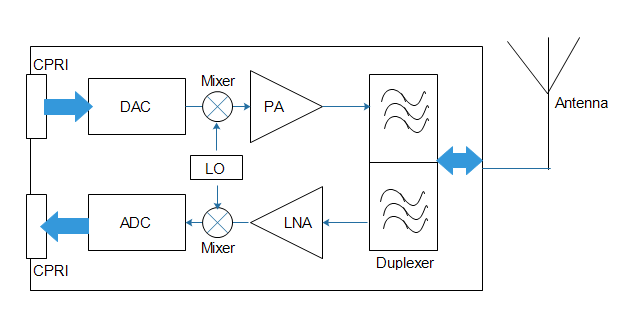 CPRI
Mixer
DAC
PA
Antenna
LO
ADC
LNA
Mixer
CPRI
Duplexer